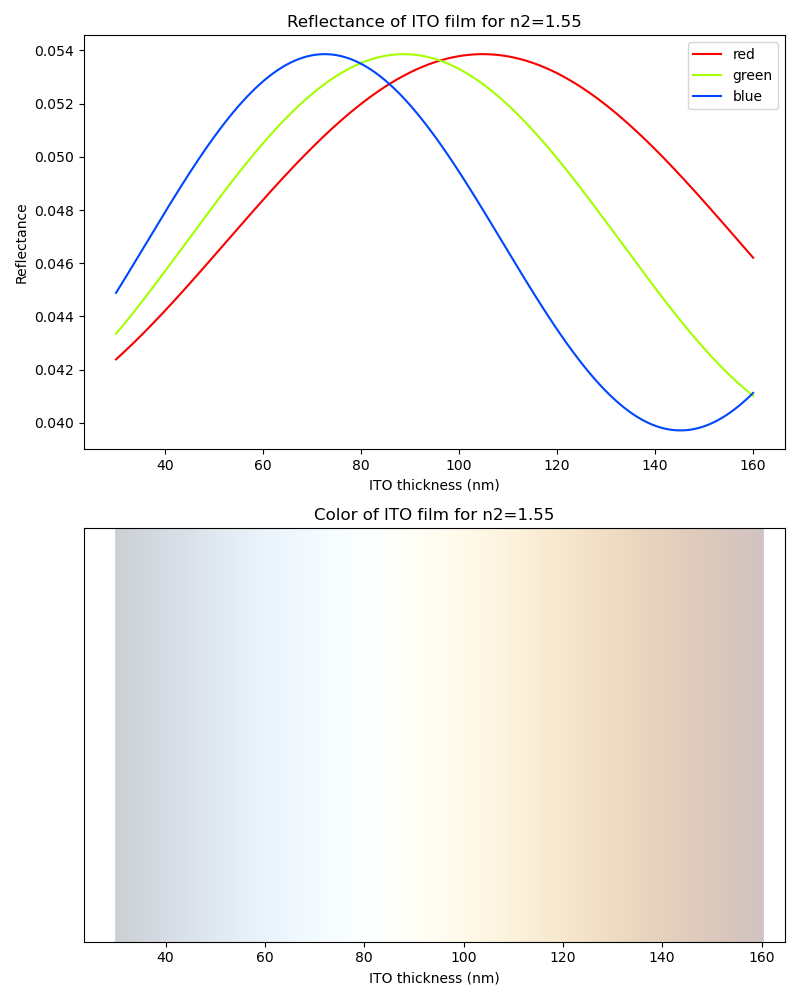 Reflectance of ITO film for n2=1.55
0.054
0.052
0.050
0.048
0.046
0.044
0.042
0.040
Reflectance
red
green
blue
40 60 80 100 120 140 160
ITO thickness (nm)
Color of ITO film for n2=1.55
40 60 80 100 120 140 160
ITO thickness (nm)